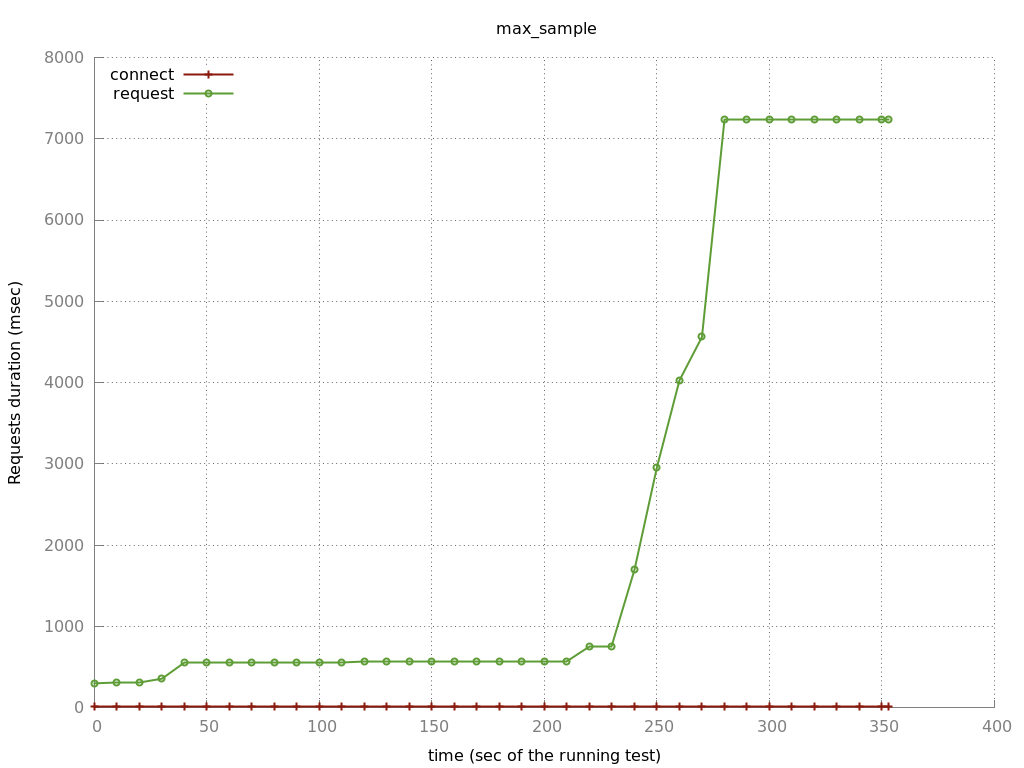 max_sample
connect
request
8000
7000
6000
5000
4000
3000
2000
1000
0
Requests duration (msec)
0 50 100 150 200 250 300 350 400
time (sec of the running test)